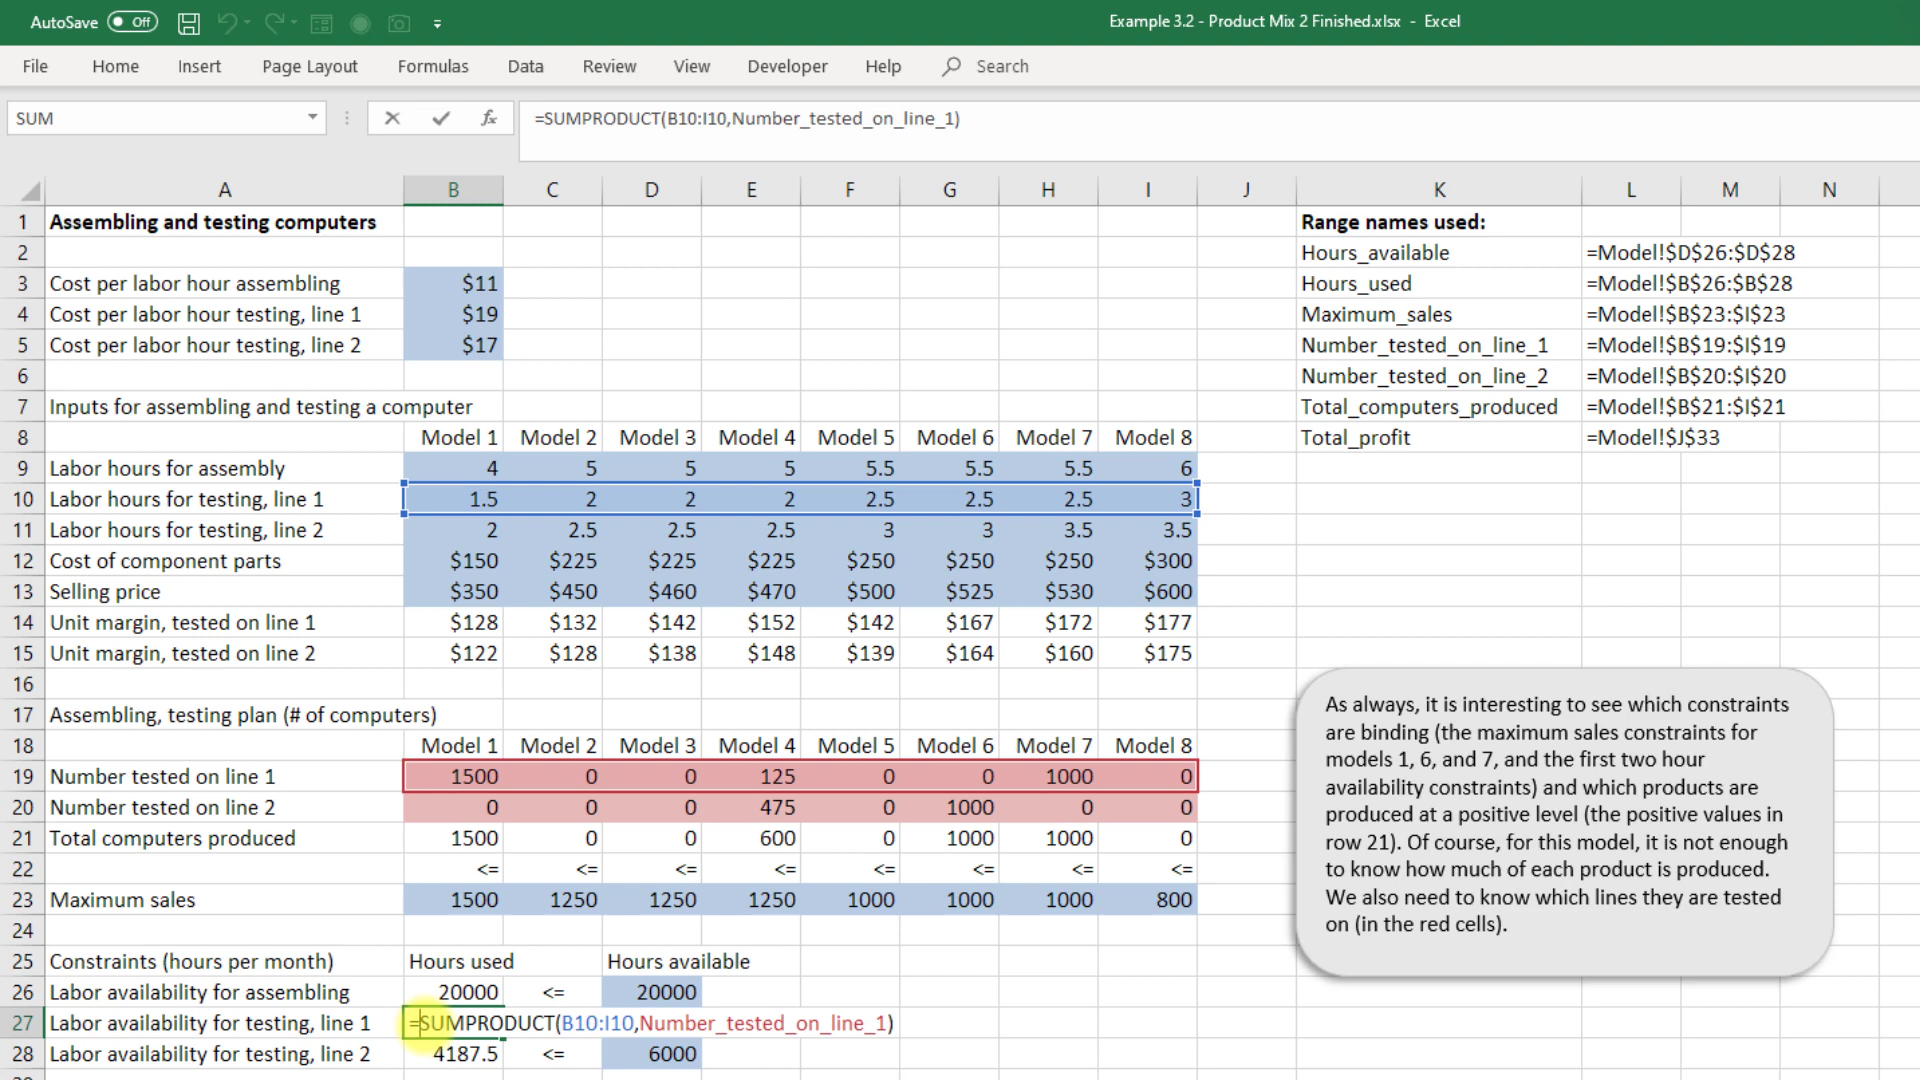 AutoSave Off Example 3.2 - Product Mix 2 Finished.xlsx - Excel
File Home Insert Page Layout Formulas Data Review View Developer Help Search
SUM fx =SUMPRODUCT(B10:I10,Number_tested_on_line_1)
A B C D E F G H I J K L M N
1 Assembling and testing computers Range names used:
2 Hours_available =Model!$D$26:$D$28
3 Cost per labor hour assembling $11 Hours_used =Model!$B$26:$B$28
4 Cost per labor hour testing, line 1 $19 Maximum_sales =Model!$B$23:$I$23
5 Cost per labor hour testing, line 2 $17 Number_tested_on_line_1 =Model!$B$19:$I$19
6 Number_tested_on_line_2 =Model!$B$20:$I$20
7 Inputs for assembling and testing a computer Total_computers_produced =Model!$B$21:$I$21
8 Model 1 Model 2 Model 3 Model 4 Model 5 Model 6 Model 7 Model 8 Total_profit =Model!$J$33
9 Labor hours for assembly 4 5 5 5 5.5 5.5 5.5 6
10 Labor hours for testing, line 1 1.5 2 2 2 2.5 2.5 2.5 3
11 Labor hours for testing, line 2 2 2.5 2.5 2.5 3 3 3.5 3.5
12 Cost of component parts $150 $225 $225 $225 $250 $250 $250 $300
13 Selling price $350 $450 $460 $470 $500 $525 $530 $600
14 Unit margin, tested on line 1 $128 $132 $142 $152 $142 $167 $172 $177
15 Unit margin, tested on line 2 $122 $128 $138 $148 $139 $164 $160 $175
16
17 Assembling, testing plan (# of computers)
18 Model 1 Model 2 Model 3 Model 4 Model 5 Model 6 Model 7 Model 8
19 Number tested on line 1 1500 0 0 125 0 0 1000 0
20 Number tested on line 2 0 0 0 475 0 1000 0 0
21 Total computers produced 1500 0 0 600 0 1000 1000 0
22 <= <= <= <= <= <= <= <=
23 Maximum sales 1500 1250 1250 1250 1000 1000 1000 800
24
25 Constraints (hours per month) Hours used Hours available
26 Labor availability for assembling 20000 <= 20000
27 Labor availability for testing, line 1 =SUMPRODUCT(B10:I10,Number_tested_on_line_1)
28 Labor availability for testing, line 2 4187.5 <= 6000
As always, it is interesting to see which constraints
are binding (the maximum sales constraints for
models 1, 6, and 7, and the first two hour
availability constraints) and which products are
produced at a positive level (the positive values in
row 21). Of course, for this model, it is not enough
to know how much of each product is produced.
We also need to know which lines they are tested
on (in the red cells).